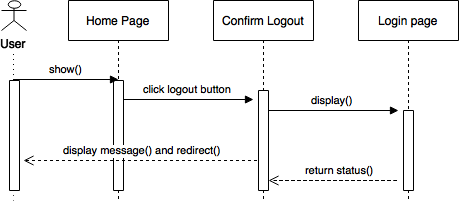 Home Page
Confirm Logout
Login page
User
show()
click logout button
display()
display message() and redirect()
return status()